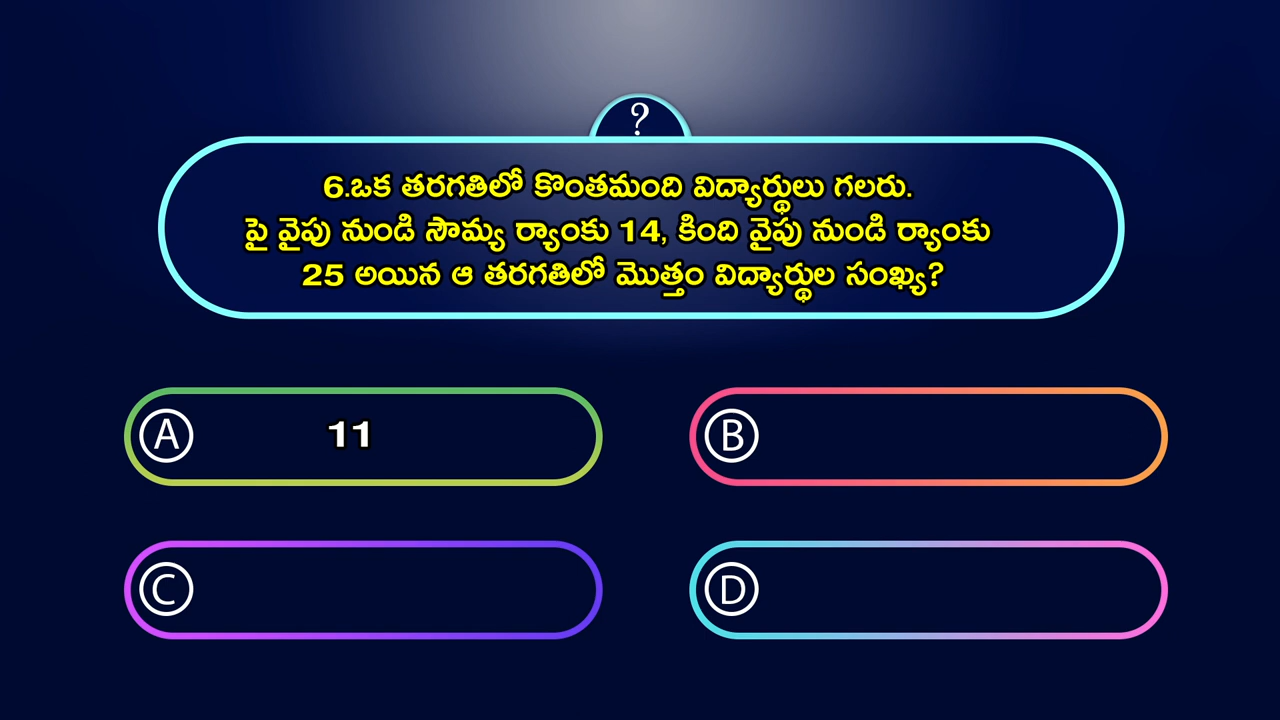 ?
6.ఒక తరగతిలో కొంతమంది విద్యార్థులు గలరు.
పై వైపు నుండి సౌమ్య ర్యాంకు 14, కింది వైపు నుండి ర్యాంకు
25 అయిన ఆ తరగతిలో మొత్తం విద్యార్థుల సంఖ్య?
A 11
B
C
D